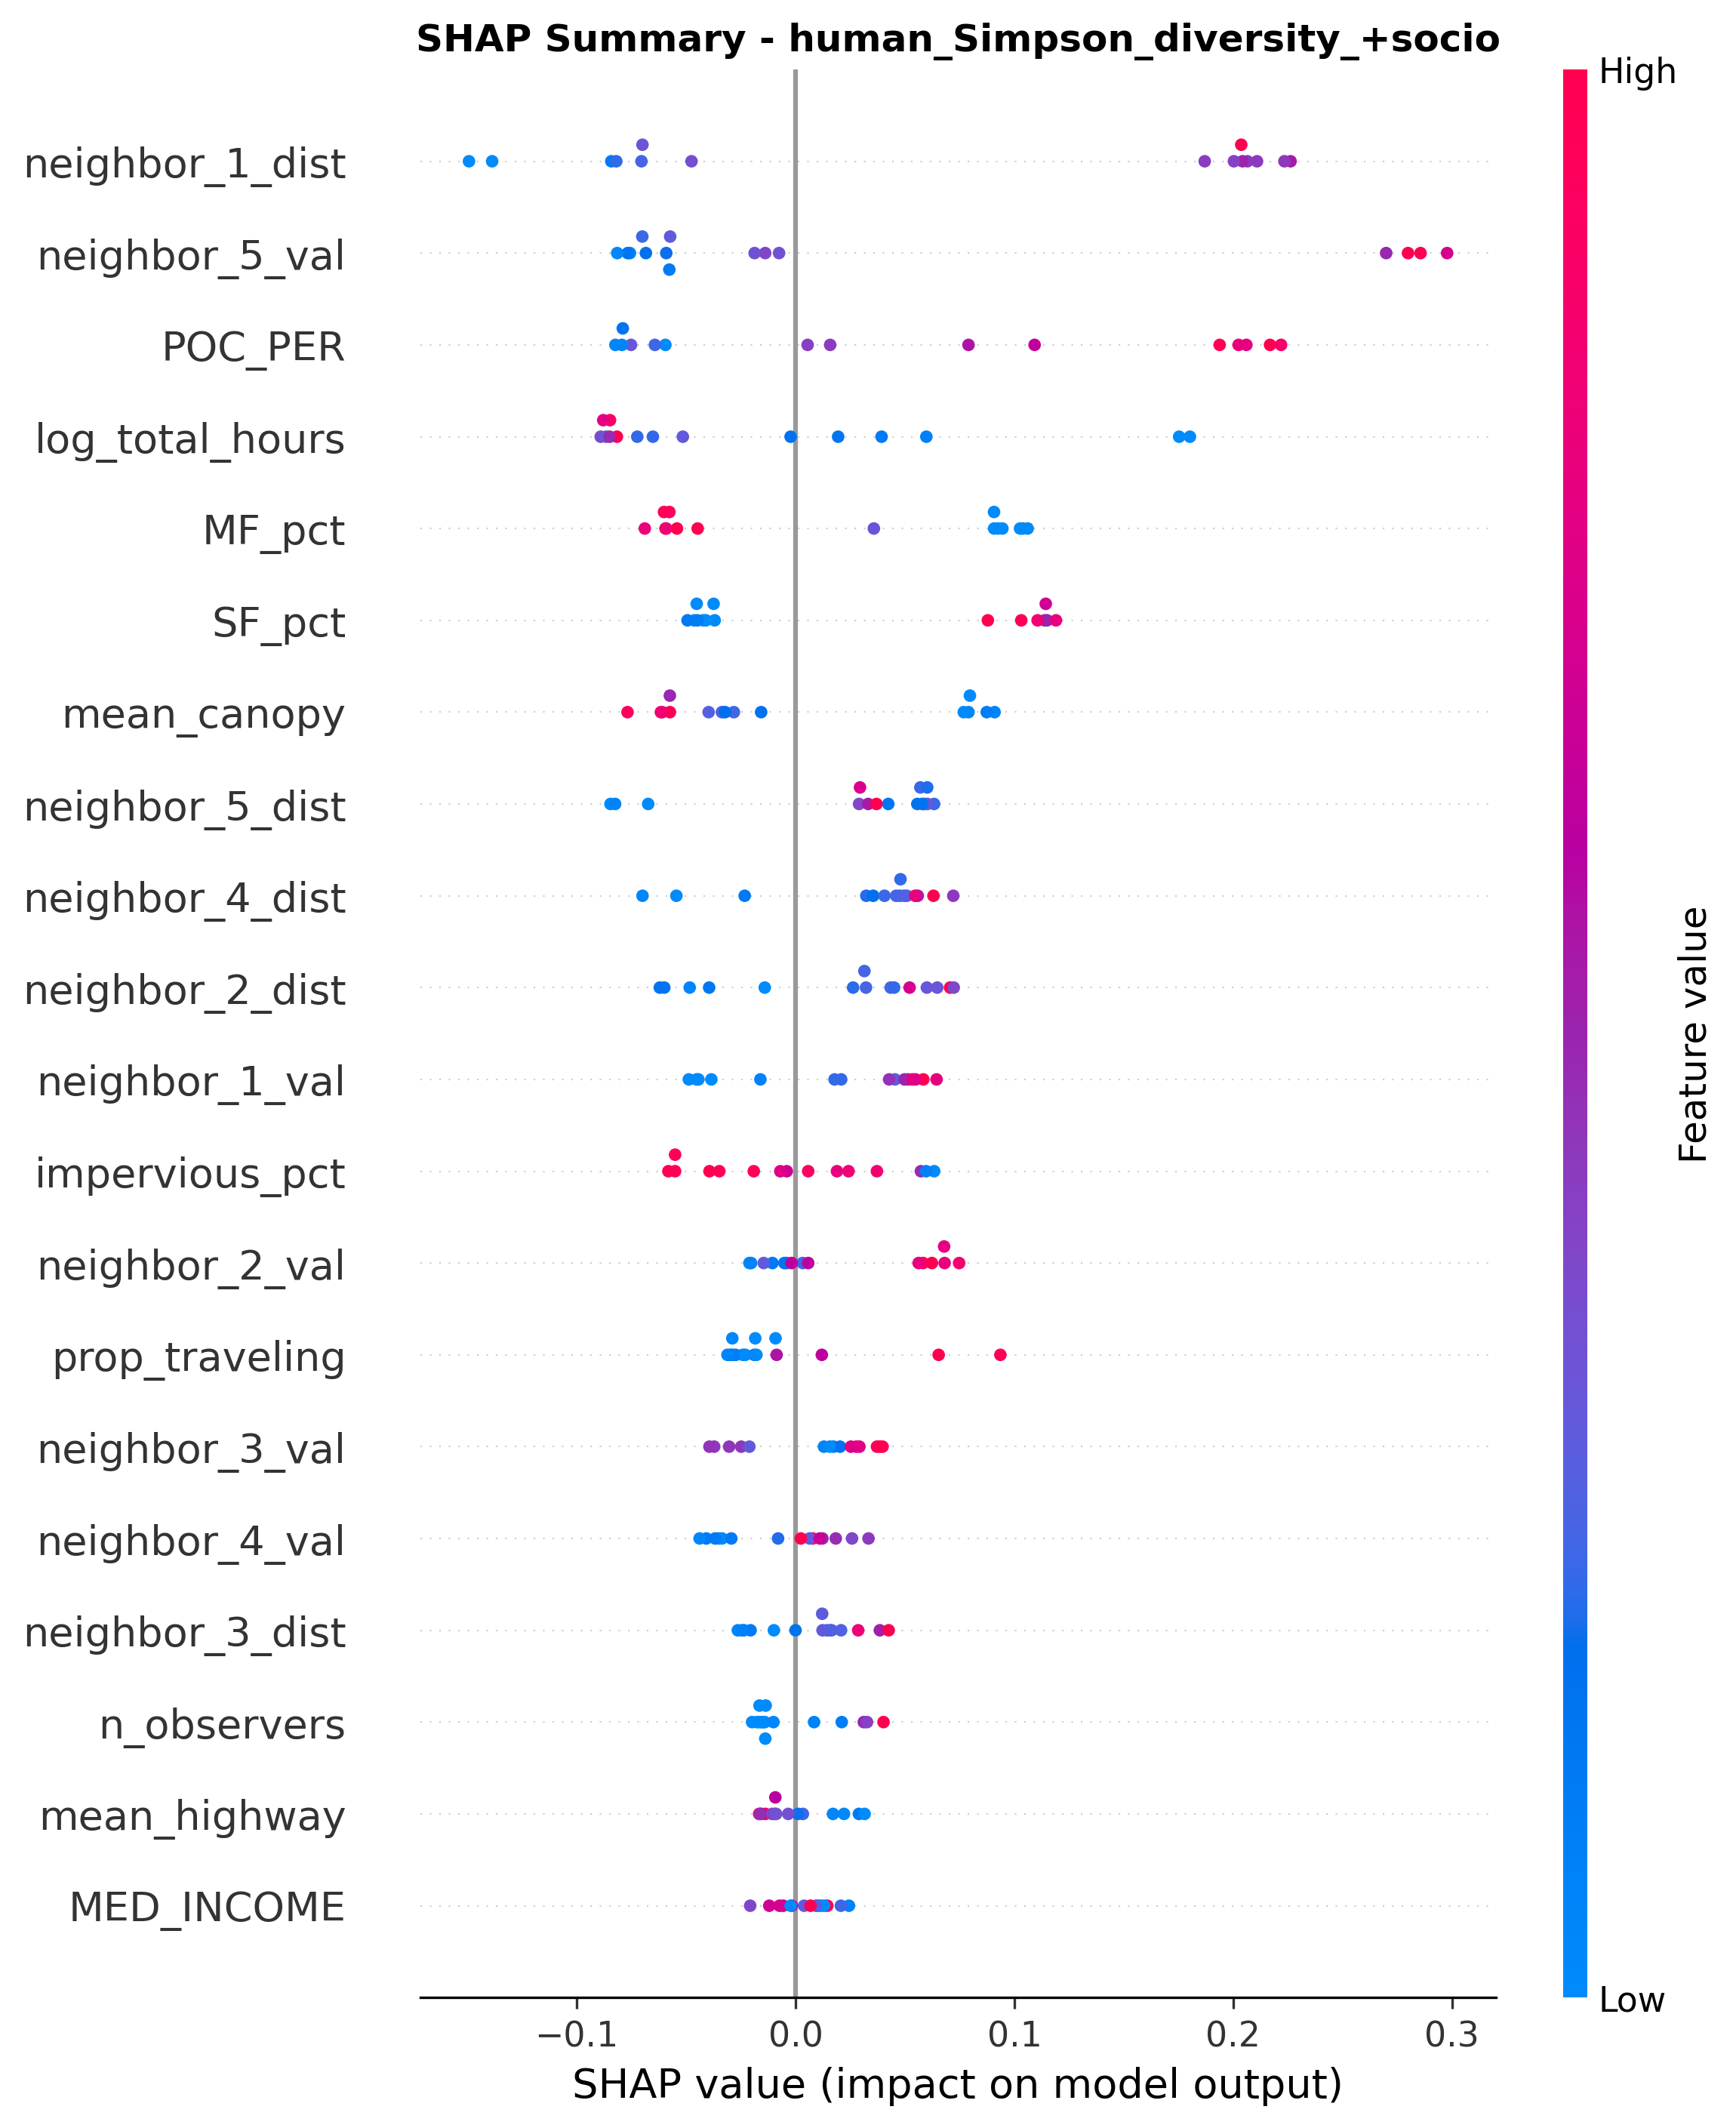 SHAP Summary - human_Simpson_diversity_+socio
High
neighbor_1_dist
neighbor_5_val
POC_PER
log_total_hours
MF_pct
SF_pct
mean_canopy
neighbor_5_dist
neighbor_4_dist
neighbor_2_dist
neighbor_1_val
impervious_pct
neighbor_2_val
prop_traveling
neighbor_3_val
neighbor_4_val
neighbor_3_dist
n_observers
mean_highway
MED_INCOME
Feature value
Low
−0.1 0.0 0.1 0.2 0.3
SHAP value (impact on model output)